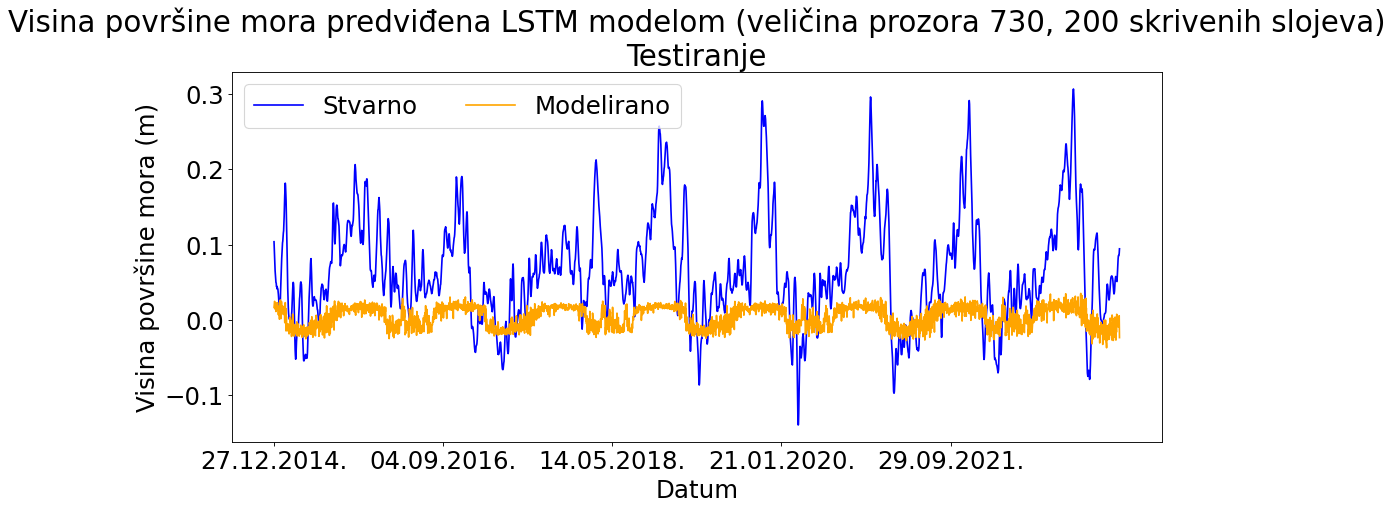 Visina površine mora predviđena LSTM modelom (veličina prozora 730, 200 skrivenih slojeva)
Testiranje
Stvarno Modelirano
Visina površine mora (m)
0.3
0.2
0.1
0.0
−0.1
27.12.2014. 04.09.2016. 14.05.2018. 21.01.2020. 29.09.2021.
Datum